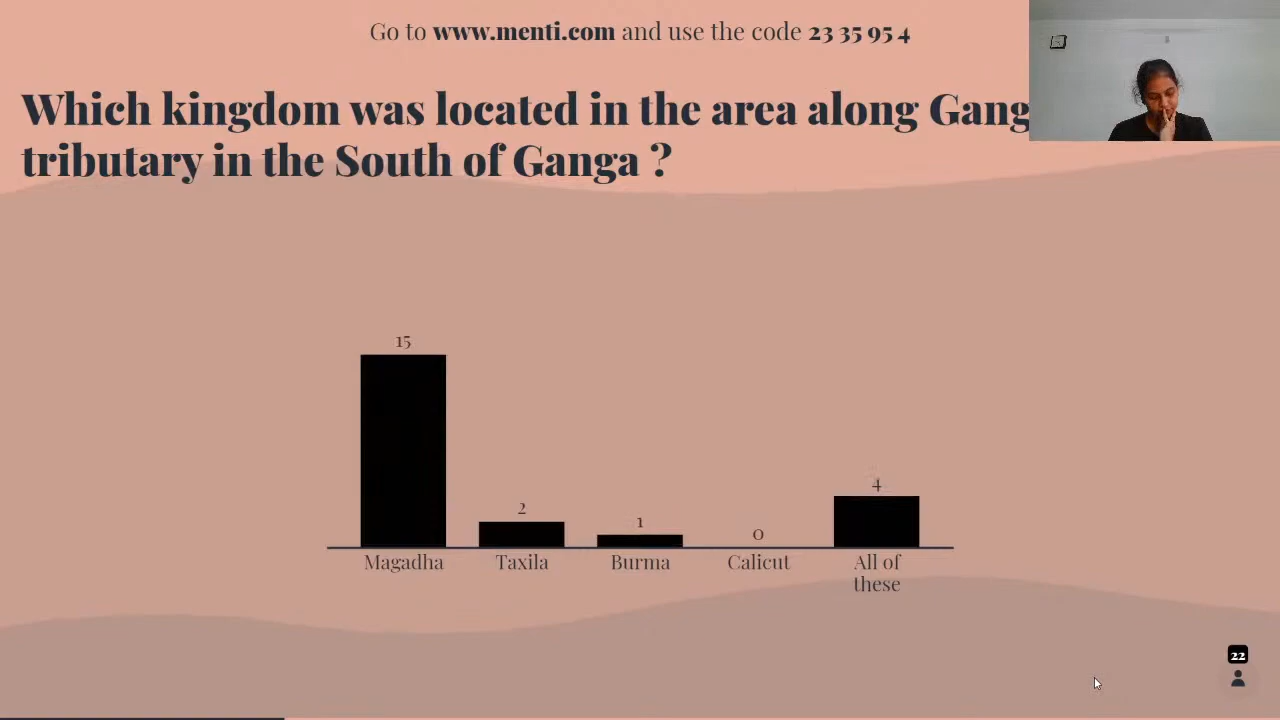 Go to www.menti.com and use the code 23 35 95 4
Which kingdom was located in the area along
tributary in the South of Ganga ?
15
2
1
0
4
Magadha
Taxila
Burma
Calicut
All of
these
22